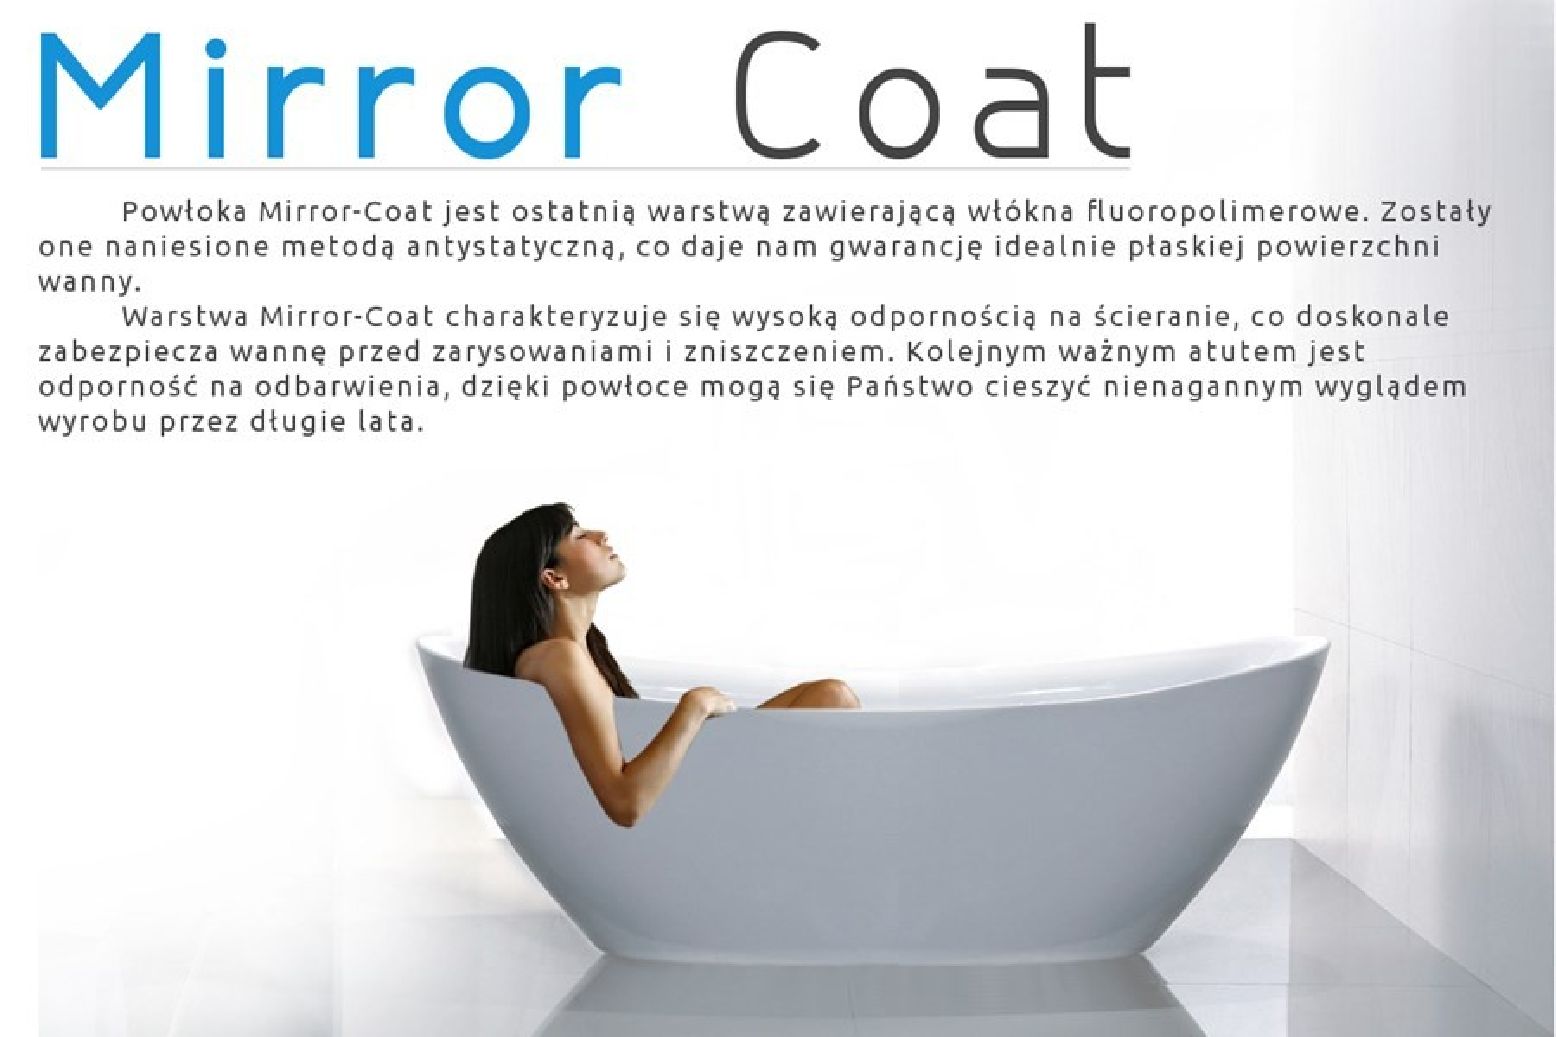 Mirror Coat
Powłoka Mirror-Coat jest ostatnią warstwą zawierającą włókna fluoropolimerowe. Zostały
one naniesione metodą antystatyczną, co daje nam gwarancję idealnie płaskiej powierzchni
wanny.
Warstwa Mirror-Coat charakteryzuje się wysoką odpornością na ścieranie, co doskonale
zabezpiecza wannę przed zarysowaniami i zniszczeniem. Kolejnym ważnym atutem jest
odporność na odbarwienia, dzięki powłoce mogą się Państwo cieszyć nienagannym wyglądem
wyrobu przez długie lata.